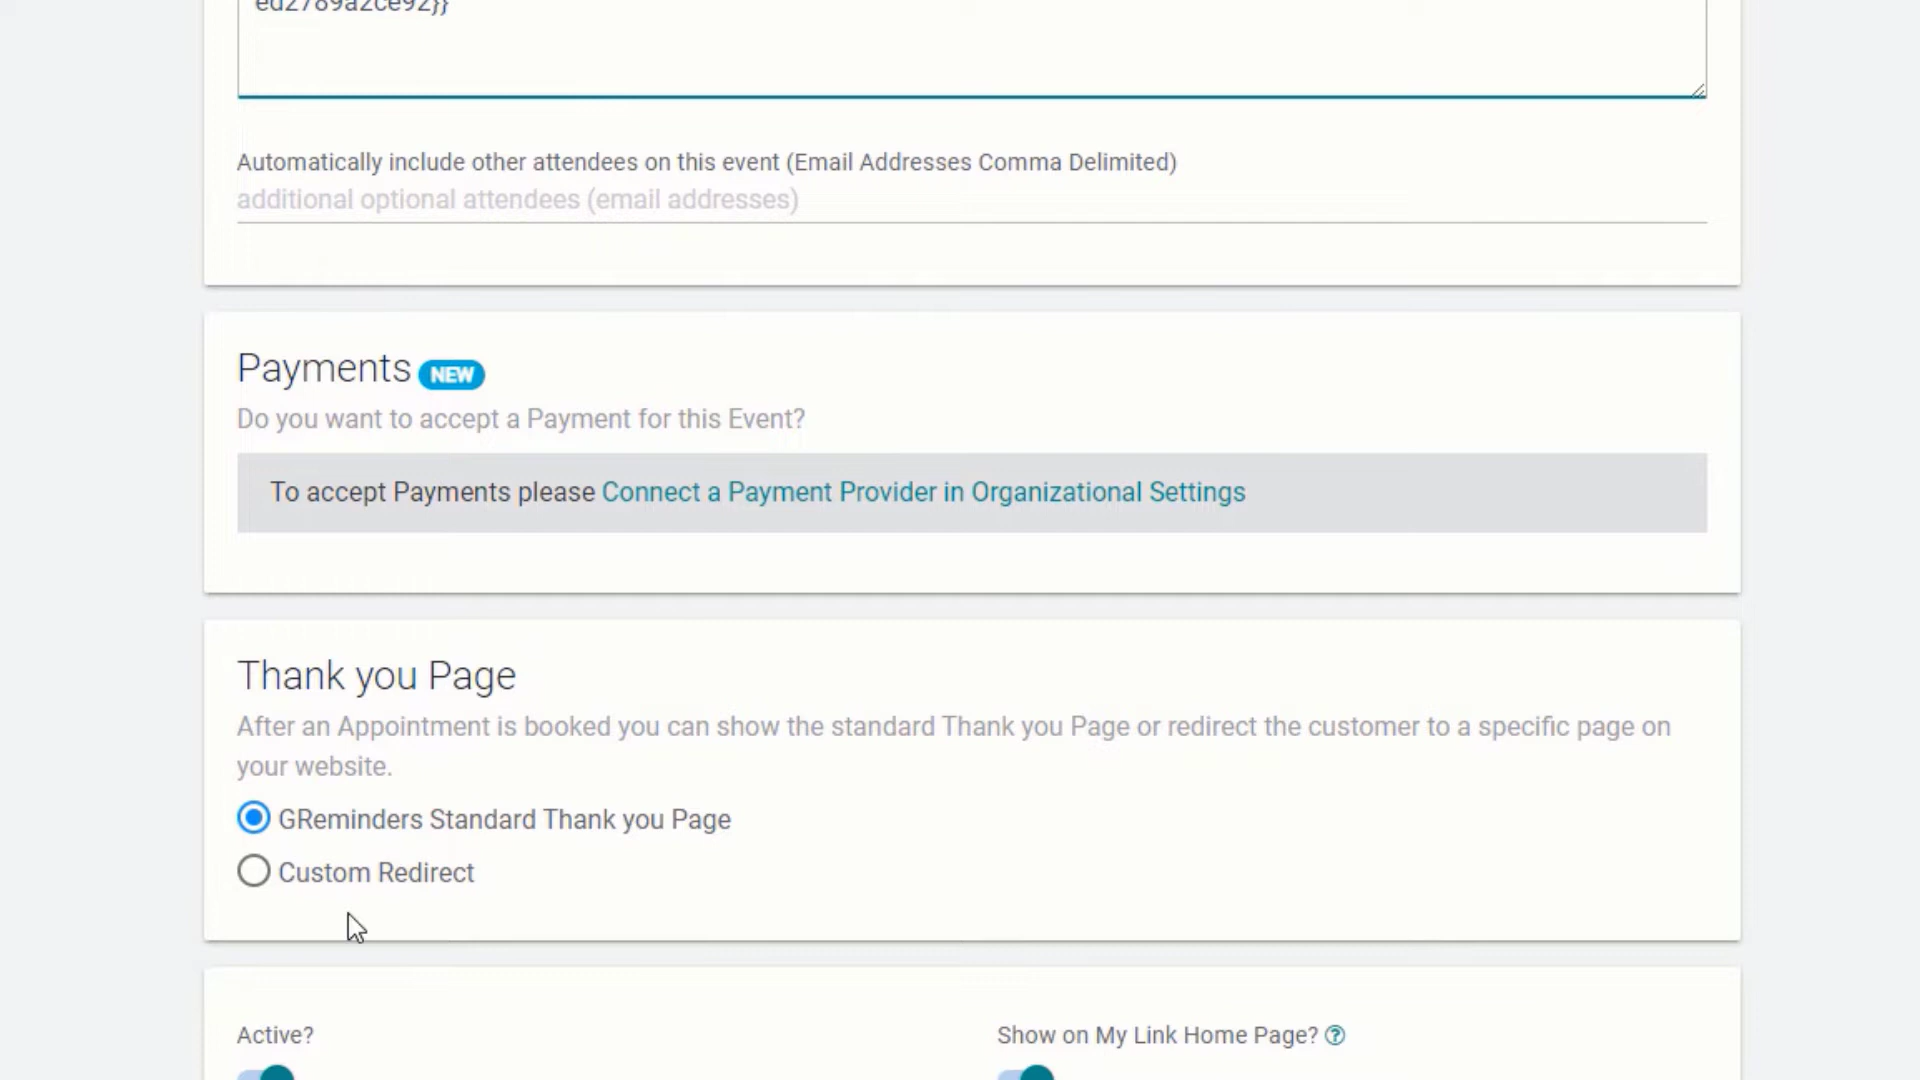 ed2789a2ce92}}
Automatically include other attendees on this event (Email Addresses Comma Delimited)
additional optional attendees (email addresses)
Payments NEW
Do you want to accept a Payment for this Event?
To accept Payments please Connect a Payment Provider in Organizational Settings
Thank you Page
After an Appointment is booked you can show the standard Thank you Page or redirect the customer to a specific page on
your website.
GReminders Standard Thank you Page
Custom Redirect
Active? Show on My Link Home Page? ?